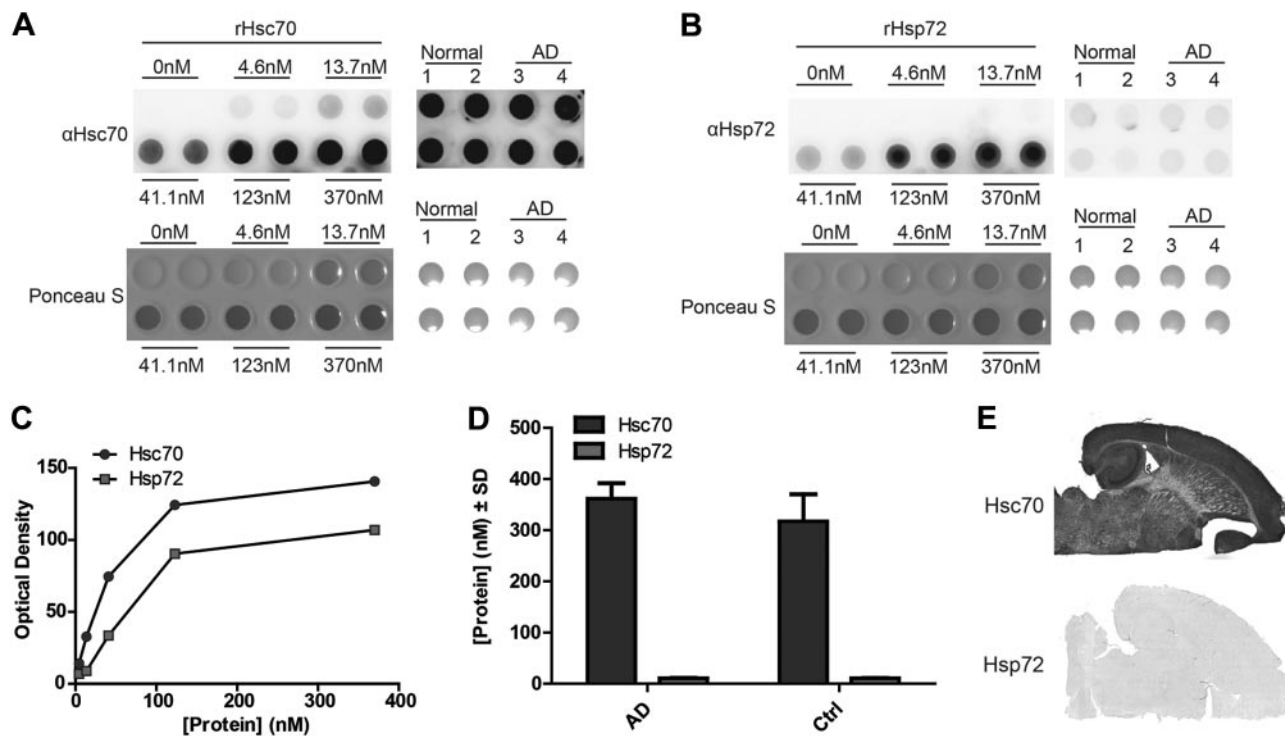 A
rHsc70
0nM 4.6nM 13.7nM
Normal AD
1 2 3 4
αHsc70
41.1nM 123nM 370nM
Normal AD
1 2 3 4
0nM 4.6nM 13.7nM
Ponceau S
41.1nM 123nM 370nM
B
rHsp72
0nM 4.6nM 13.7nM
Normal AD
1 2 3 4
αHsp72
41.1nM 123nM 370nM
Normal AD
1 2 3 4
0nM 4.6nM 13.7nM
Ponceau S
41.1nM 123nM 370nM
C
Hsc70
Hsp72
150
100
50
0
Optical Density
0 100 200 300 400
[Protein] (nM)
D
Hsc70
Hsp72
500
400
300
200
100
0
[Protein] (nM) ± SD
AD Ctrl
E
Hsc70
Hsp72